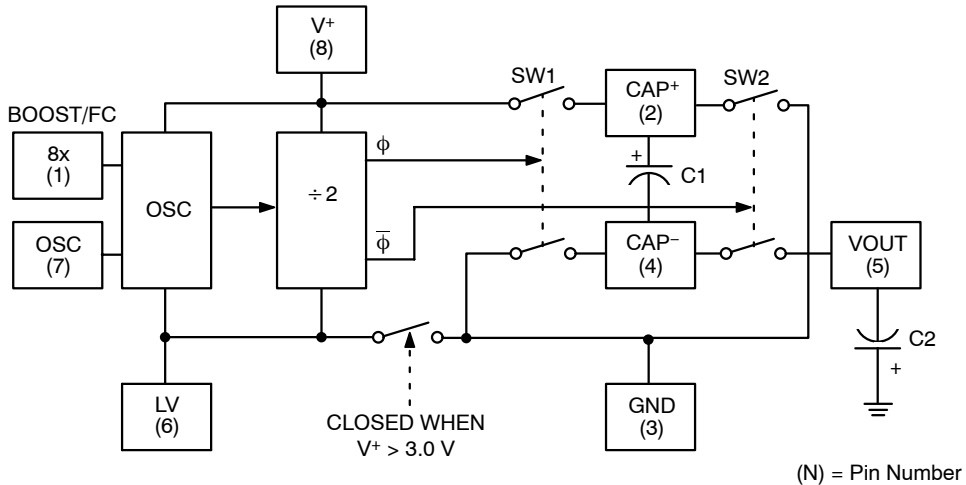 V⁺
(8)
SW1
CAP⁺
(2)
SW2
BOOST/FC
8x
(1)
OSC
÷2
ϕ
+
C1
OSC
(7)
ϕ̅
CAP⁻
(4)
VOUT
(5)
C2
+
LV
(6)
CLOSED WHEN
V⁺ > 3.0 V
GND
(3)
(N) = Pin Number